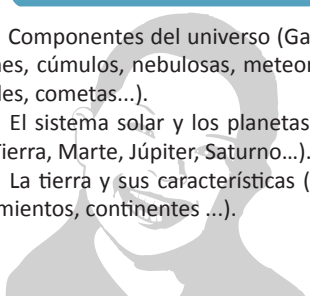 Componentes del universo (Ga
nes, cúmulos, nebulosas, meteor
les, cometas...).
El sistema solar y los planetas
Tierra, Marte, Júpiter, Saturno...).
La tierra y sus características (
mientos, continentes ...).